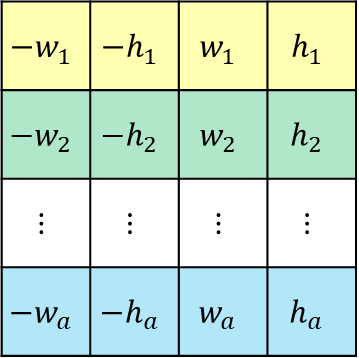 −w₁ −h₁ w₁ h₁
−w₂ −h₂ w₂ h₂
⋮ ⋮ ⋮ ⋮
−wₐ −hₐ wₐ hₐ